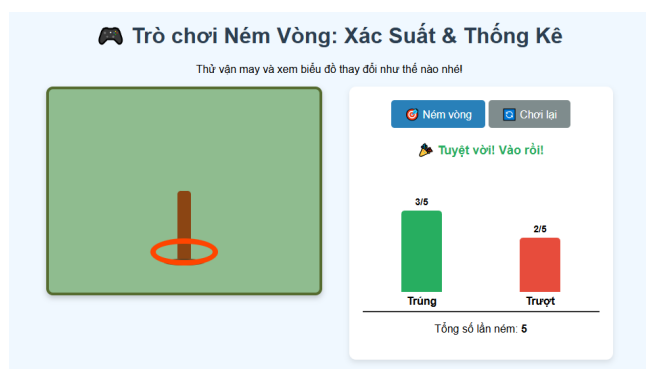 🎮 Trò chơi Ném Vòng: Xác Suất & Thống Kê
Thử vận may và xem biểu đồ thay đổi như thế nào nhé!
🎯 Ném vòng
🔄 Chơi lại
🎉 Tuyệt vời! Vào rồi!
3/5
2/5
Trúng
Trượt
Tổng số lần ném: 5